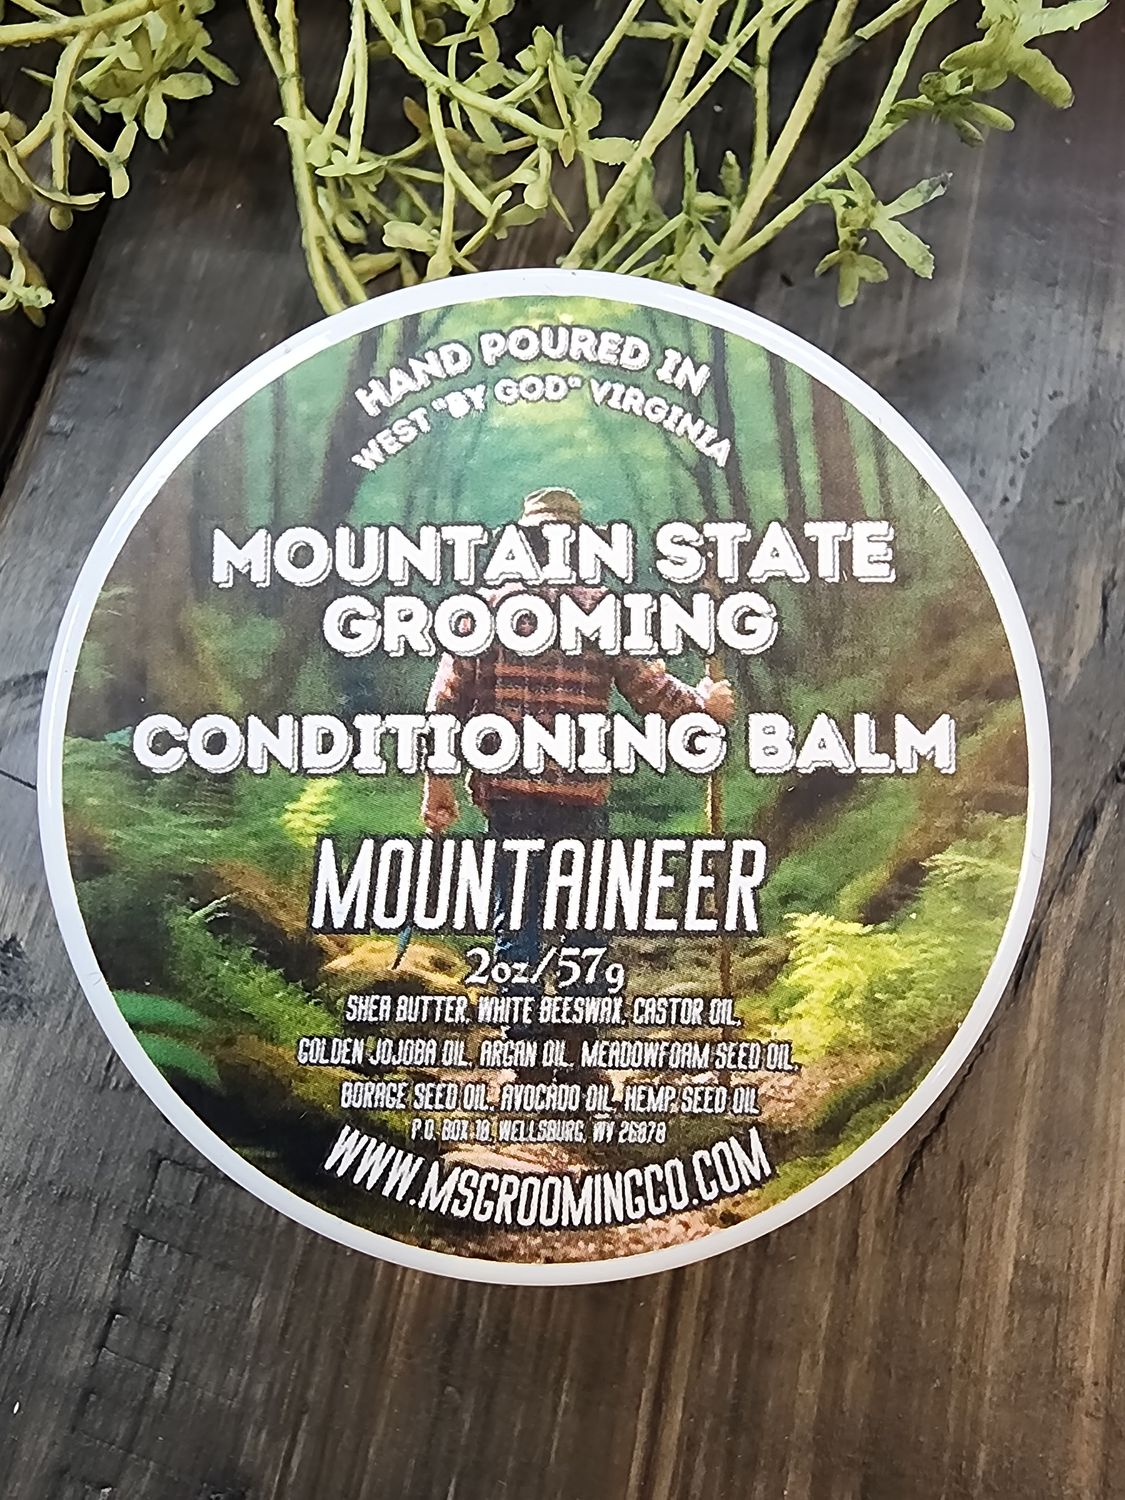 HAND POURED IN
WEST "BY GOD" VIRGINIA
MOUNTAIN STATE
GROOMING
CONDITIONING BALM
MOUNTAINEER
2oz/57g
SHEA BUTTER, WHITE BEESWAX, CASTOR OIL,
GOLDEN JOJOBA OIL, ARGAN OIL, MEADOWFOAM SEED OIL,
BORAGE SEED OIL, AVOCADO OIL, HEMP SEED OIL
P.O. BOX 18, WELLSBURG, WV 26070
WWW.MSGROOMINGCO.COM